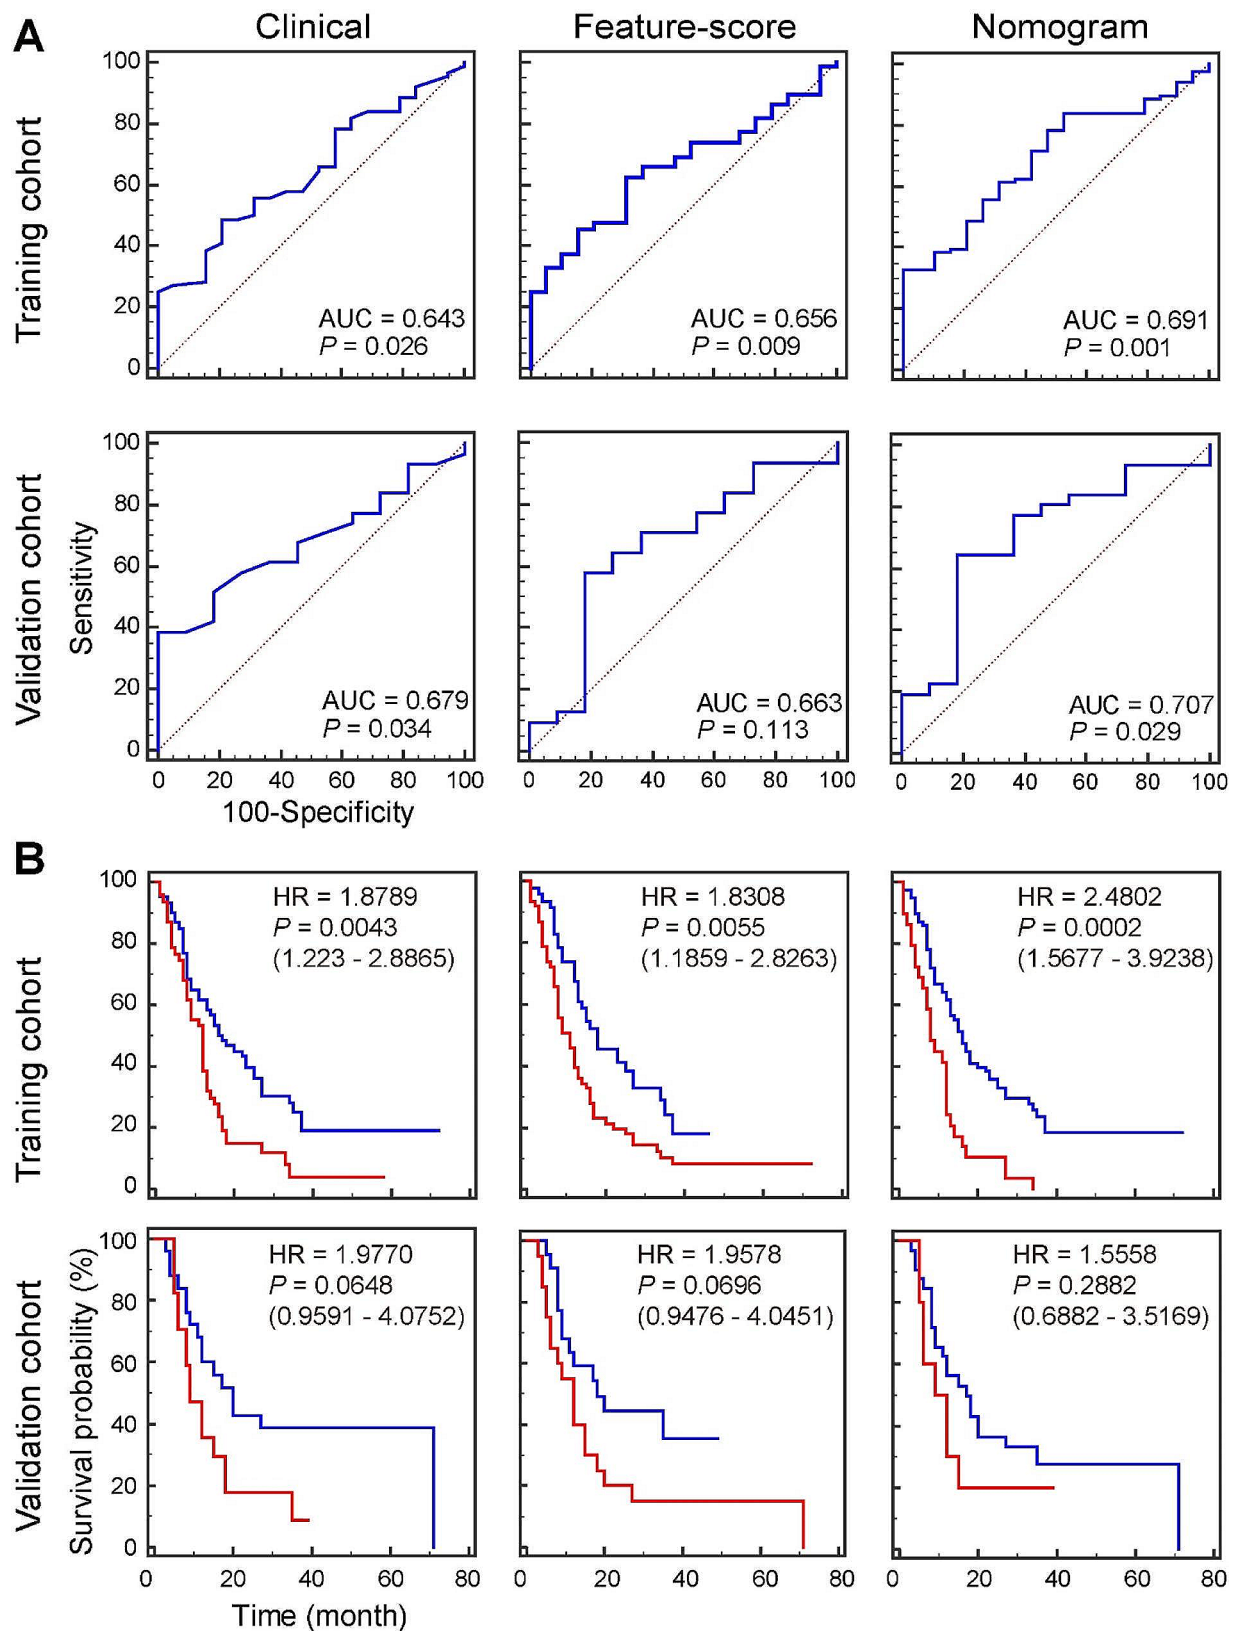 A
Clinical
Feature-score
Nomogram
Training cohort
100
80
60
40
20
0
AUC = 0.643
P = 0.026
AUC = 0.656
P = 0.009
AUC = 0.691
P = 0.001
Validation cohort
Sensitivity
100
80
60
40
20
0
AUC = 0.679
P = 0.034
AUC = 0.663
P = 0.113
AUC = 0.707
P = 0.029
0 20 40 60 80 100
0 20 40 60 80 100
0 20 40 60 80 100
100-Specificity
B
Training cohort
100
80
60
40
20
0
HR = 1.8789
P = 0.0043
(1.223 - 2.8865)
HR = 1.8308
P = 0.0055
(1.1859 - 2.8263)
HR = 2.4802
P = 0.0002
(1.5677 - 3.9238)
Validation cohort
Survival probability (%)
100
80
60
40
20
0
HR = 1.9770
P = 0.0648
(0.9591 - 4.0752)
HR = 1.9578
P = 0.0696
(0.9476 - 4.0451)
HR = 1.5558
P = 0.2882
(0.6882 - 3.5169)
0 20 40 60 80
0 20 40 60 80
0 20 40 60 80
Time (month)